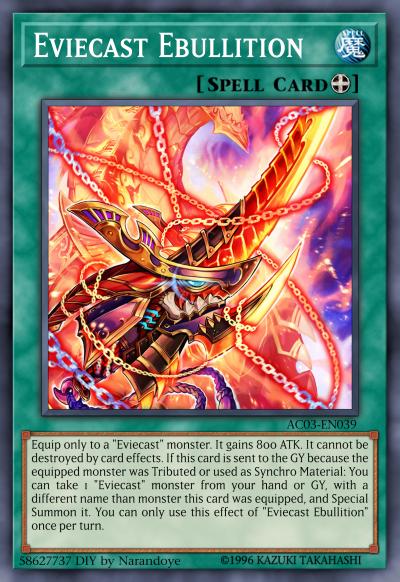 Eviecast Ebullition
魔
SPELL
[Spell Card]
AC03-EN039
Equip only to a "Eviecast" monster. It gains 800 ATK. It cannot be
destroyed by card effects. If this card is sent to the GY because the
equipped monster was Tributed or used as Synchro Material: You
can take 1 "Eviecast" monster from your hand or GY, with a
different name than monster this card was equipped, and Special
Summon it. You can only use this effect of "Eviecast Ebullition"
once per turn.
58627737 DIY by Narandoye ©1996 KAZUKI TAKAHASHI